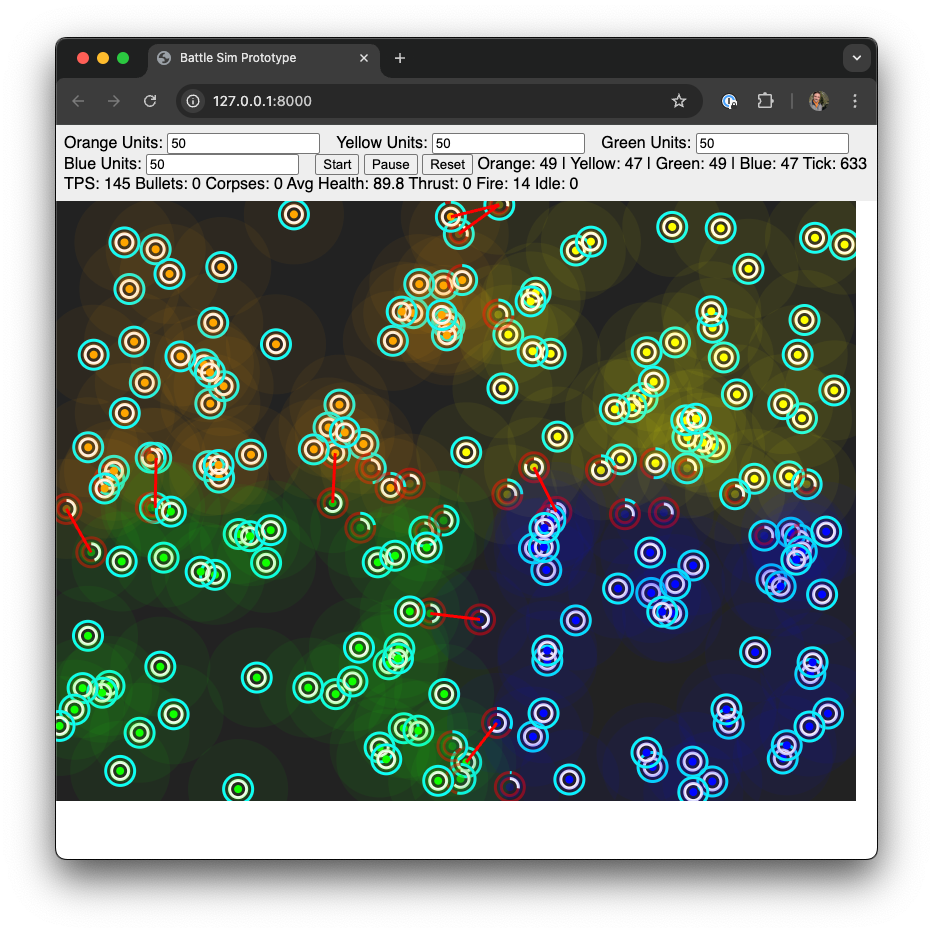 Battle Sim Prototype
127.0.0.1:8000
Orange Units: 50 Yellow Units: 50 Green Units: 50
Blue Units: 50 Start Pause Reset Orange: 49 | Yellow: 47 | Green: 49 | Blue: 47 Tick: 633
TPS: 145 Bullets: 0 Corpses: 0 Avg Health: 89.8 Thrust: 0 Fire: 14 Idle: 0